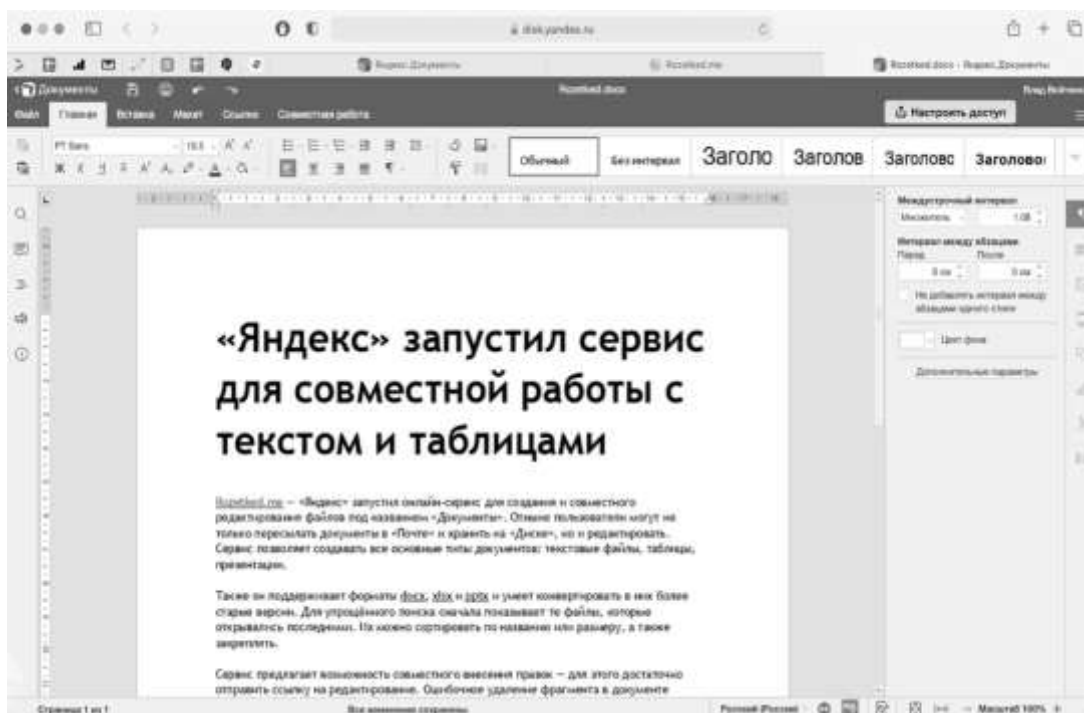 disk.yandex.ru
Яндекс.Документы
Rozetked.me
Rozetked.docx - Яндекс.Документы
Документы
Rozetked.docx
Файл Главная Вставка Макет Ссылки Совместная работа
Настроить доступ
PT Sans
Обычный
Без интервал
Заголо
Заголов
Заголовс
Заголово
Междустрочный интервал
Множитель 1.08
Интервал между абзацами
Перед После
0 см 0 см
Не добавлять интервал между
абзацами одного стиля
Цвет фона
Дополнительные параметры
«Яндекс» запустил сервис
для совместной работы с
текстом и таблицами
Rozetked.me — «Яндекс» запустил онлайн-сервис для создания и совместного
редактирования файлов под названием «Документы». Отныне пользователи могут не
только пересылать документы в «Почте» и хранить на «Диске», но и редактировать.
Сервис позволяет создавать все основные типы документов: текстовые файлы, таблицы,
презентации.
Также он поддерживает форматы docx, xlsx и pptx и умеет конвертировать в них более
старые версии. Для упрощённого поиска сначала показывает те файлы, которые
открывались последними. Их можно сортировать по названию или размеру, а также
закреплять.
Сервис предлагает возможность совместного внесения правок — для этого достаточно
отправить ссылку на редактирование. Ошибочное удаление фрагмента в документе
Страница 1 из 1
Все изменения сохранены
Масштаб 100%